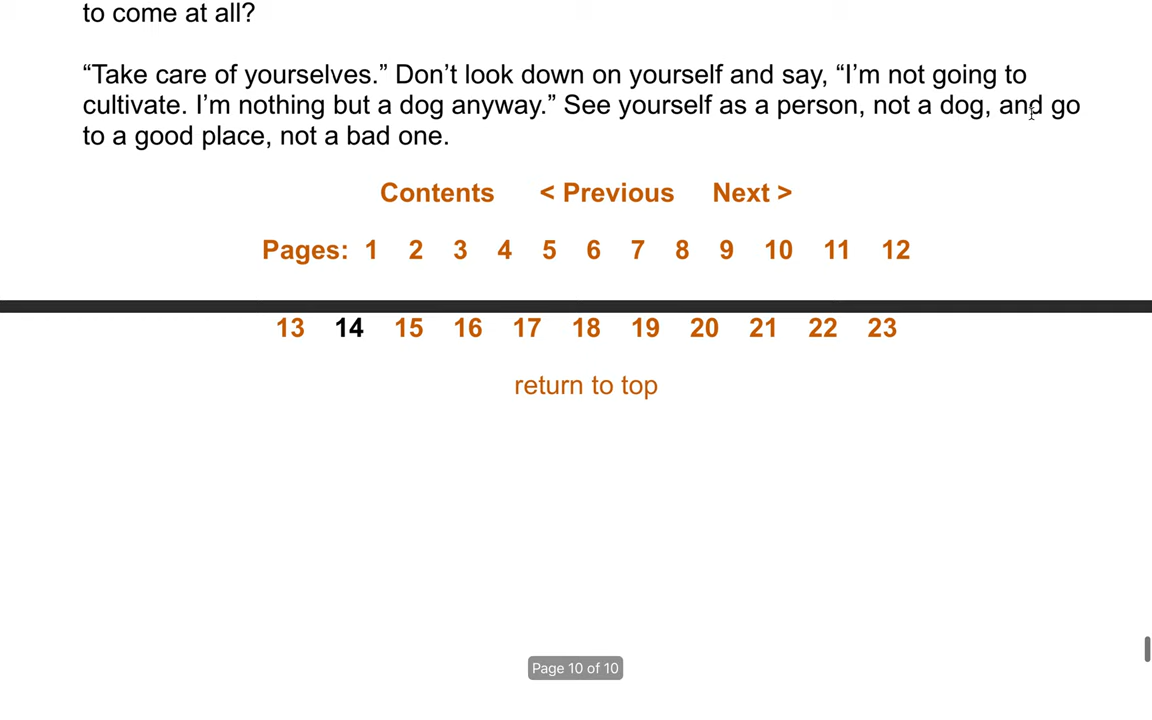 to come at all?
“Take care of yourselves.” Don’t look down on yourself and say, “I’m not going to
cultivate. I’m nothing but a dog anyway.” See yourself as a person, not a dog, and go
to a good place, not a bad one.
Contents < Previous Next >
Pages: 1 2 3 4 5 6 7 8 9 10 11 12
13 14 15 16 17 18 19 20 21 22 23
return to top
Page 10 of 10